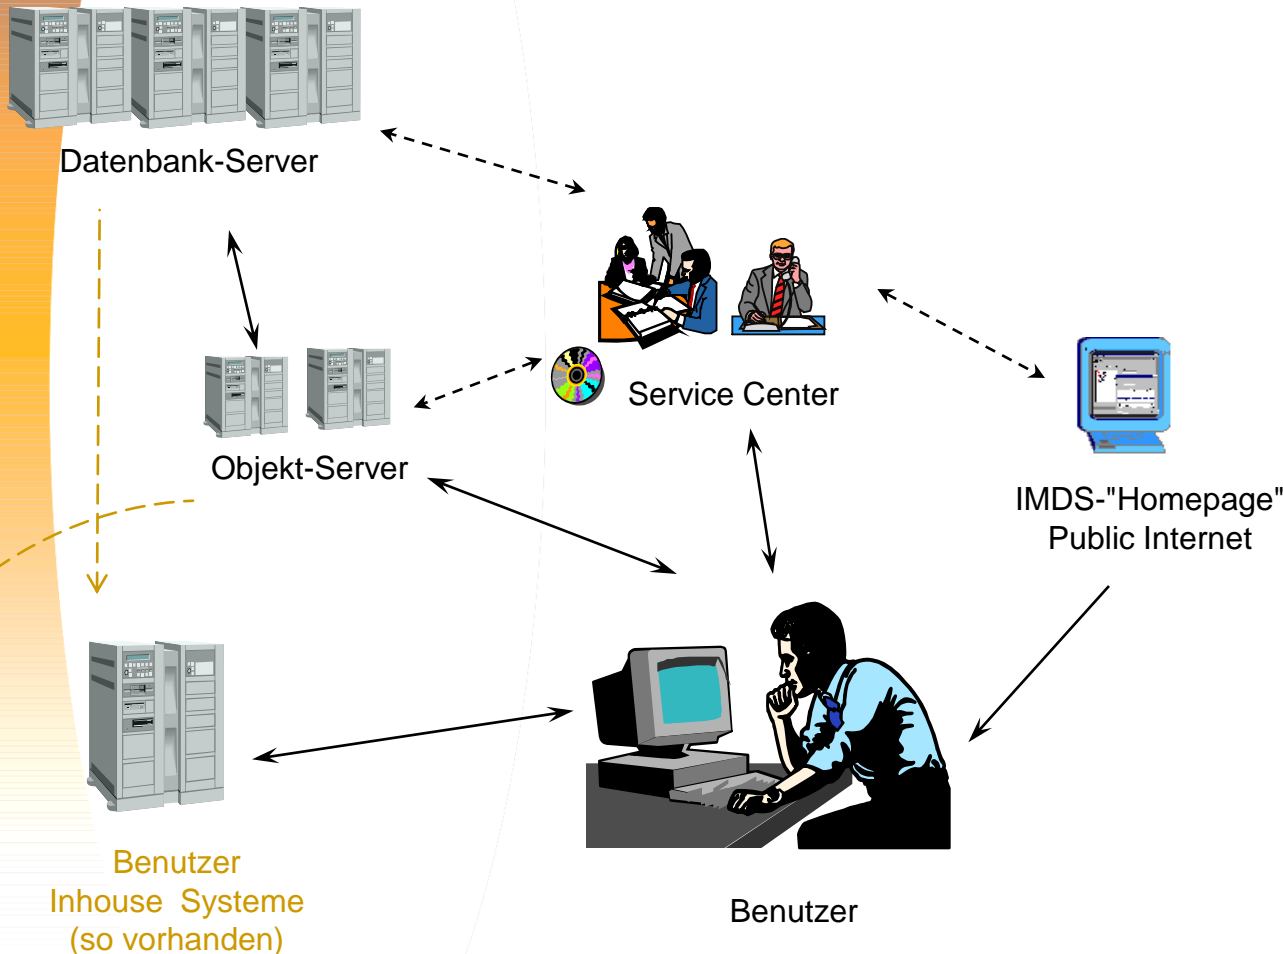 Datenbank-Server
Service Center
Objekt-Server
IMDS-"Homepage"
Public Internet
Benutzer
Inhouse Systeme
(so vorhanden)
Benutzer